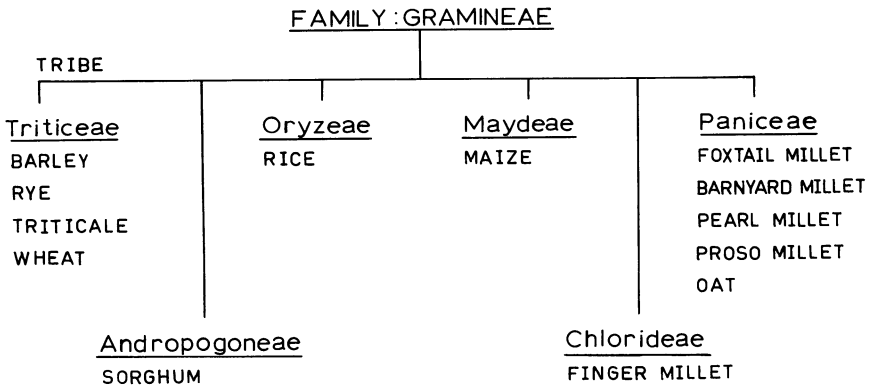 FAMILY:GRAMINEAE
TRIBE
Triticeae
BARLEY
RYE
TRITICALE
WHEAT
Oryzeae
RICE
Maydeae
MAIZE
Paniceae
FOXTAIL MILLET
BARNYARD MILLET
PEARL MILLET
PROSO MILLET
OAT
Andropogoneae
SORGHUM
Chlorideae
FINGER MILLET